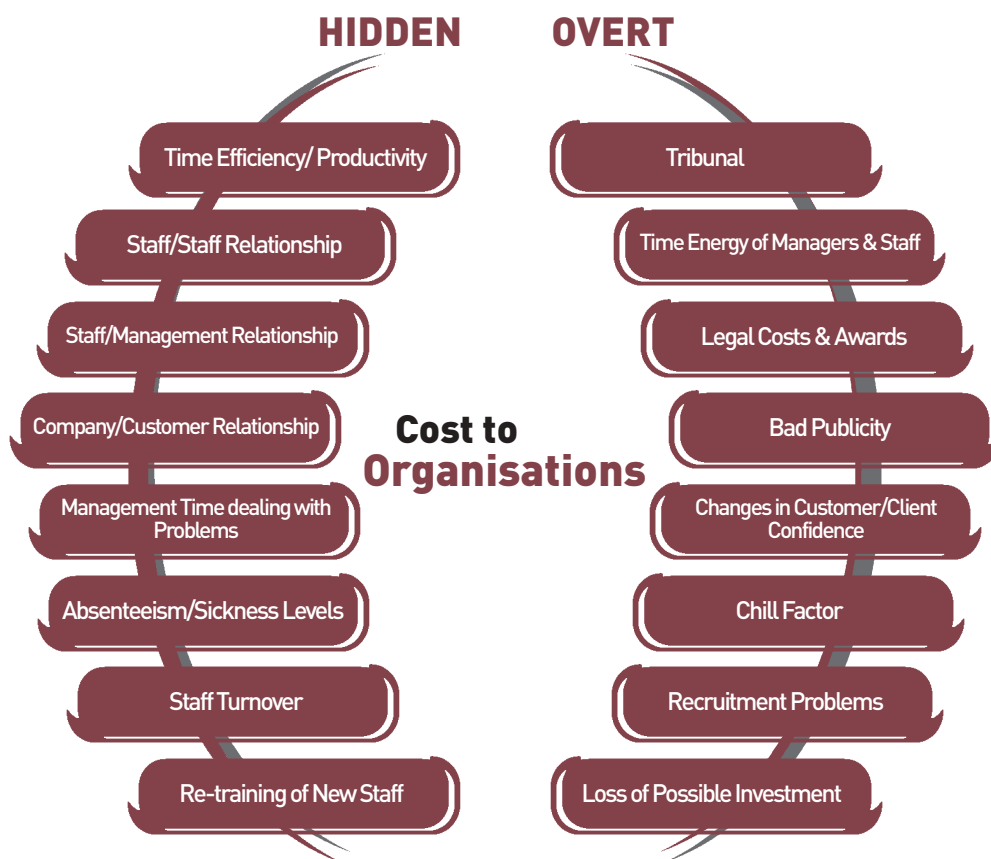 HIDDEN
Time Efficiency/ Productivity
Staff/Staff Relationship
Staff/Management Relationship
Company/Customer Relationship
Management Time dealing with
Problems
Absenteeism/Sickness Levels
Staff Turnover
Re-training of New Staff
Cost to
Organisations
OVERT
Tribunal
Time Energy of Managers & Staff
Legal Costs & Awards
Bad Publicity
Changes in Customer/Client
Confidence
Chill Factor
Recruitment Problems
Loss of Possible Investment